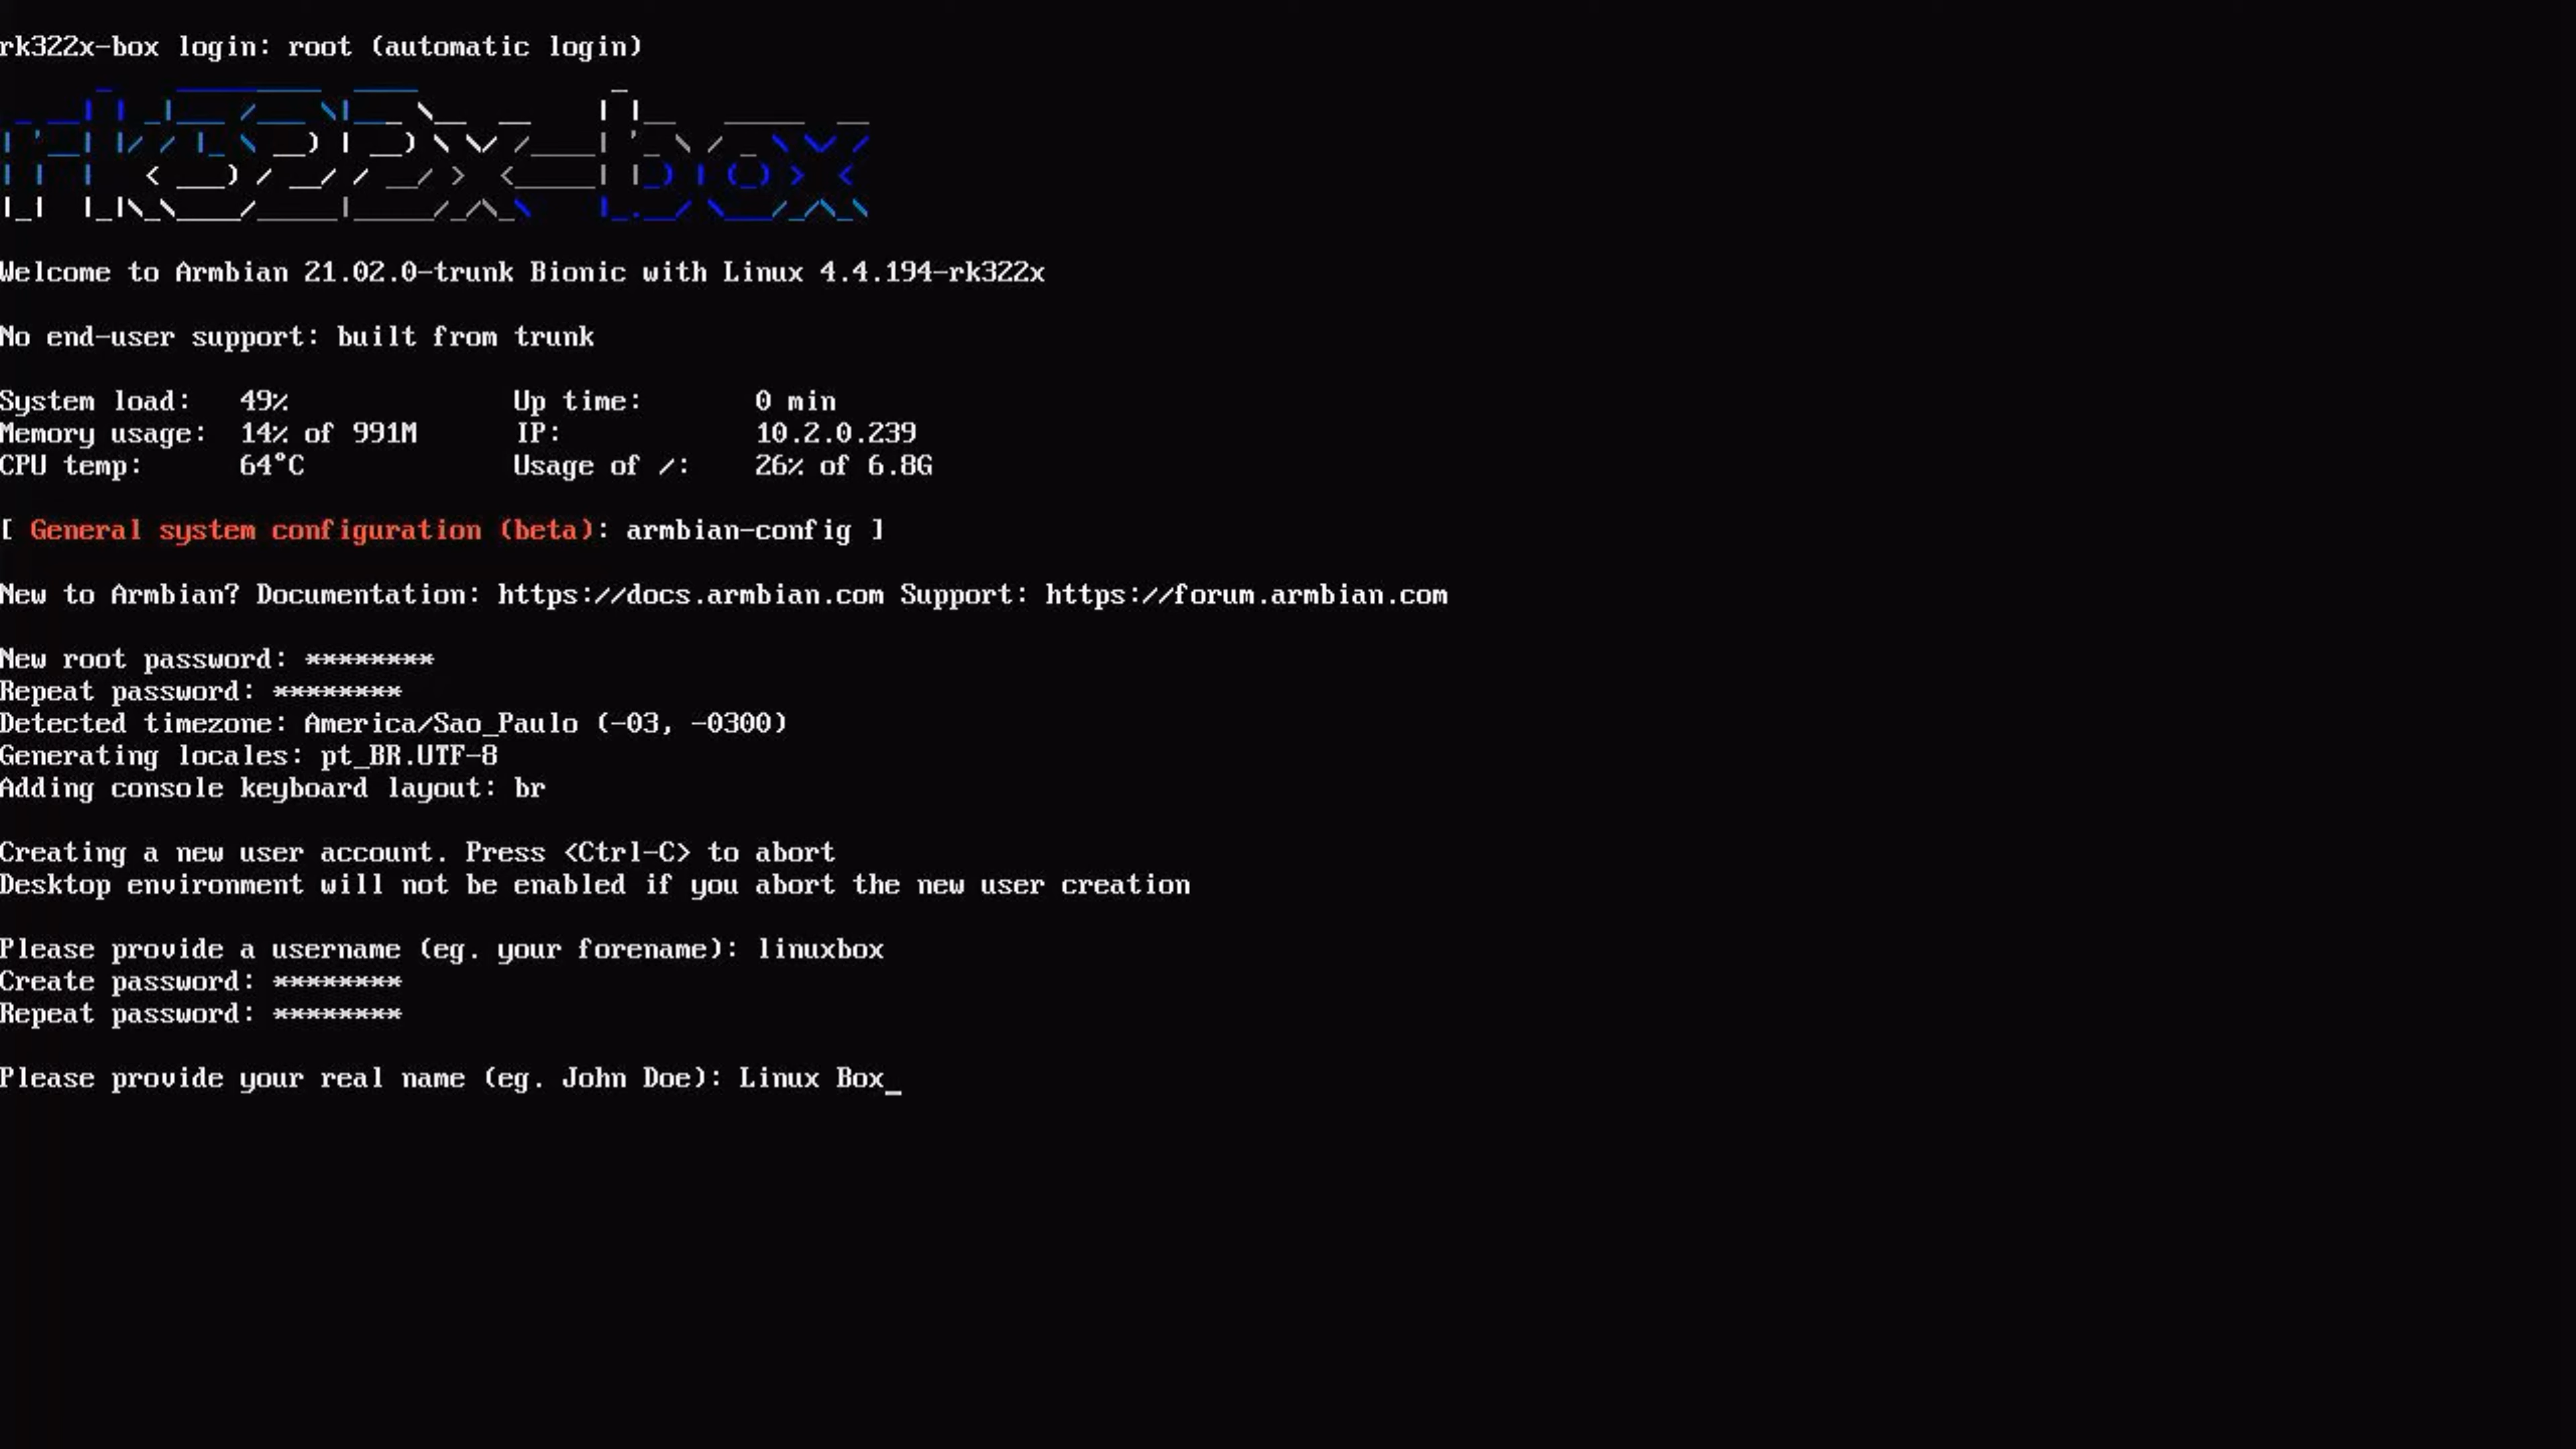 rk322x-box login: root (automatic login)
rk322x-box
Welcome to Armbian 21.02.0-trunk Bionic with Linux 4.4.194-rk322x
No end-user support: built from trunk
System load: 49% Up time: 0 min
Memory usage: 14% of 991M IP: 10.2.0.239
CPU temp: 64°C Usage of /: 26% of 6.8G
[ General system configuration (beta): armbian-config ]
New to Armbian? Documentation: https://docs.armbian.com Support: https://forum.armbian.com
New root password: ********
Repeat password: ********
Detected timezone: America/Sao_Paulo (-03, -0300)
Generating locales: pt_BR.UTF-8
Adding console keyboard layout: br
Creating a new user account. Press <Ctrl-C> to abort
Desktop environment will not be enabled if you abort the new user creation
Please provide a username (eg. your forename): linuxbox
Create password: ********
Repeat password: ********
Please provide your real name (eg. John Doe): Linux Box_